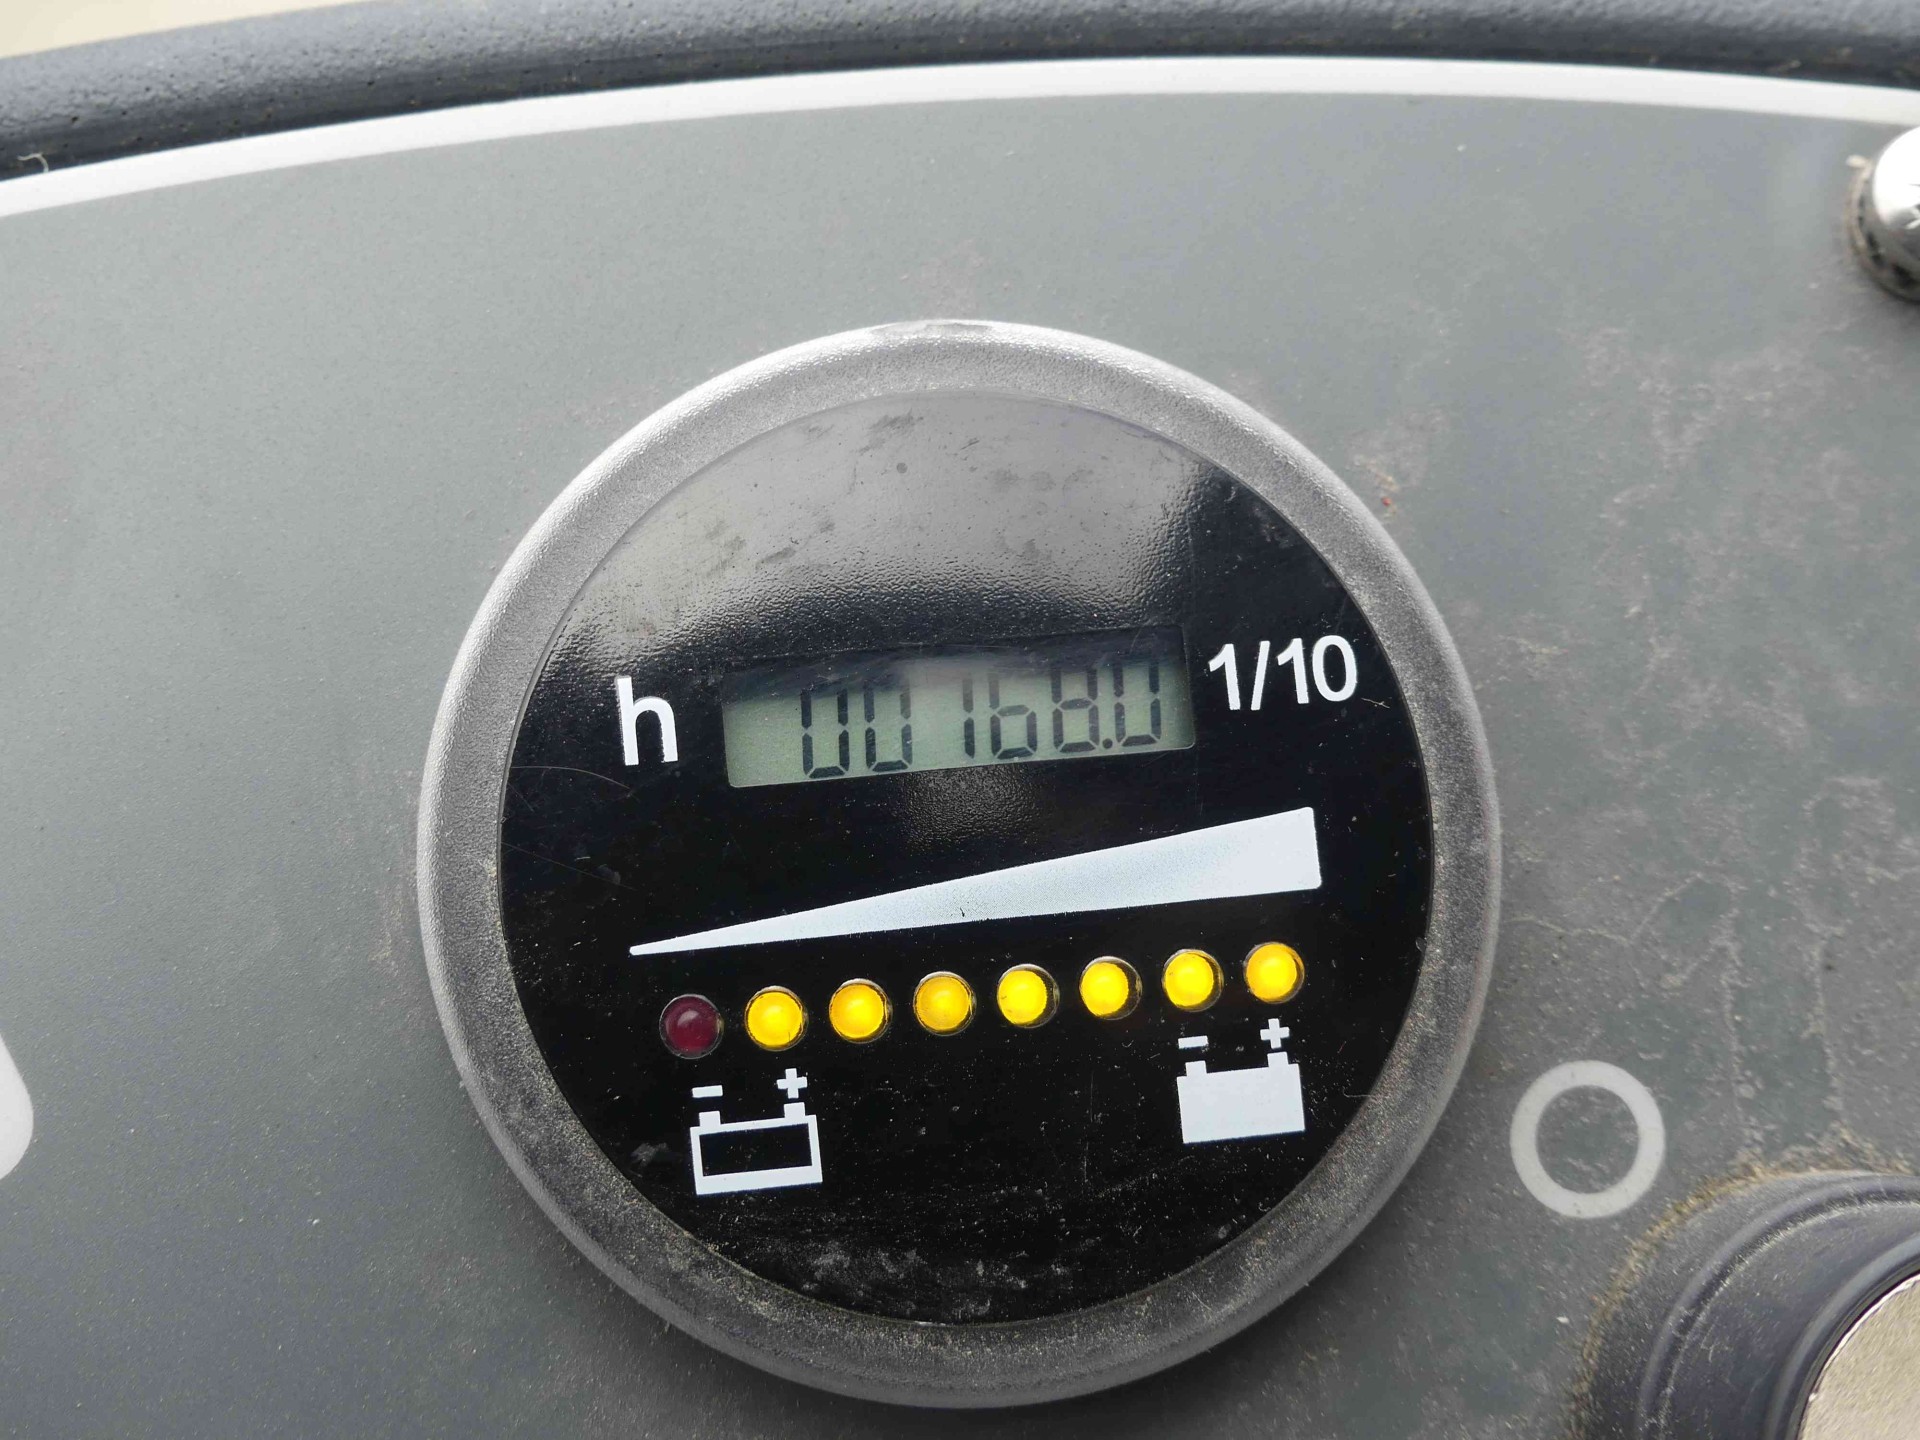 h 00168.0 1/10
- +
- +